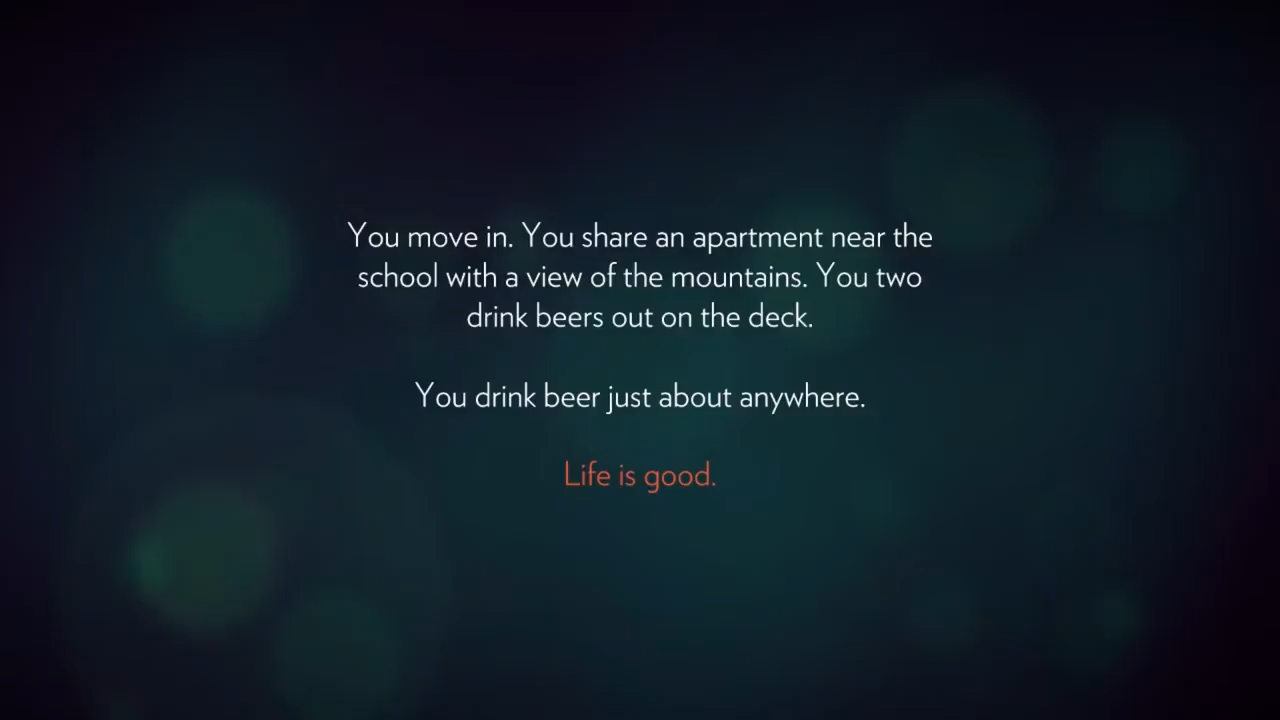 You move in. You share an apartment near the
school with a view of the mountains. You two
drink beers out on the deck.
You drink beer just about anywhere.
Life is good.